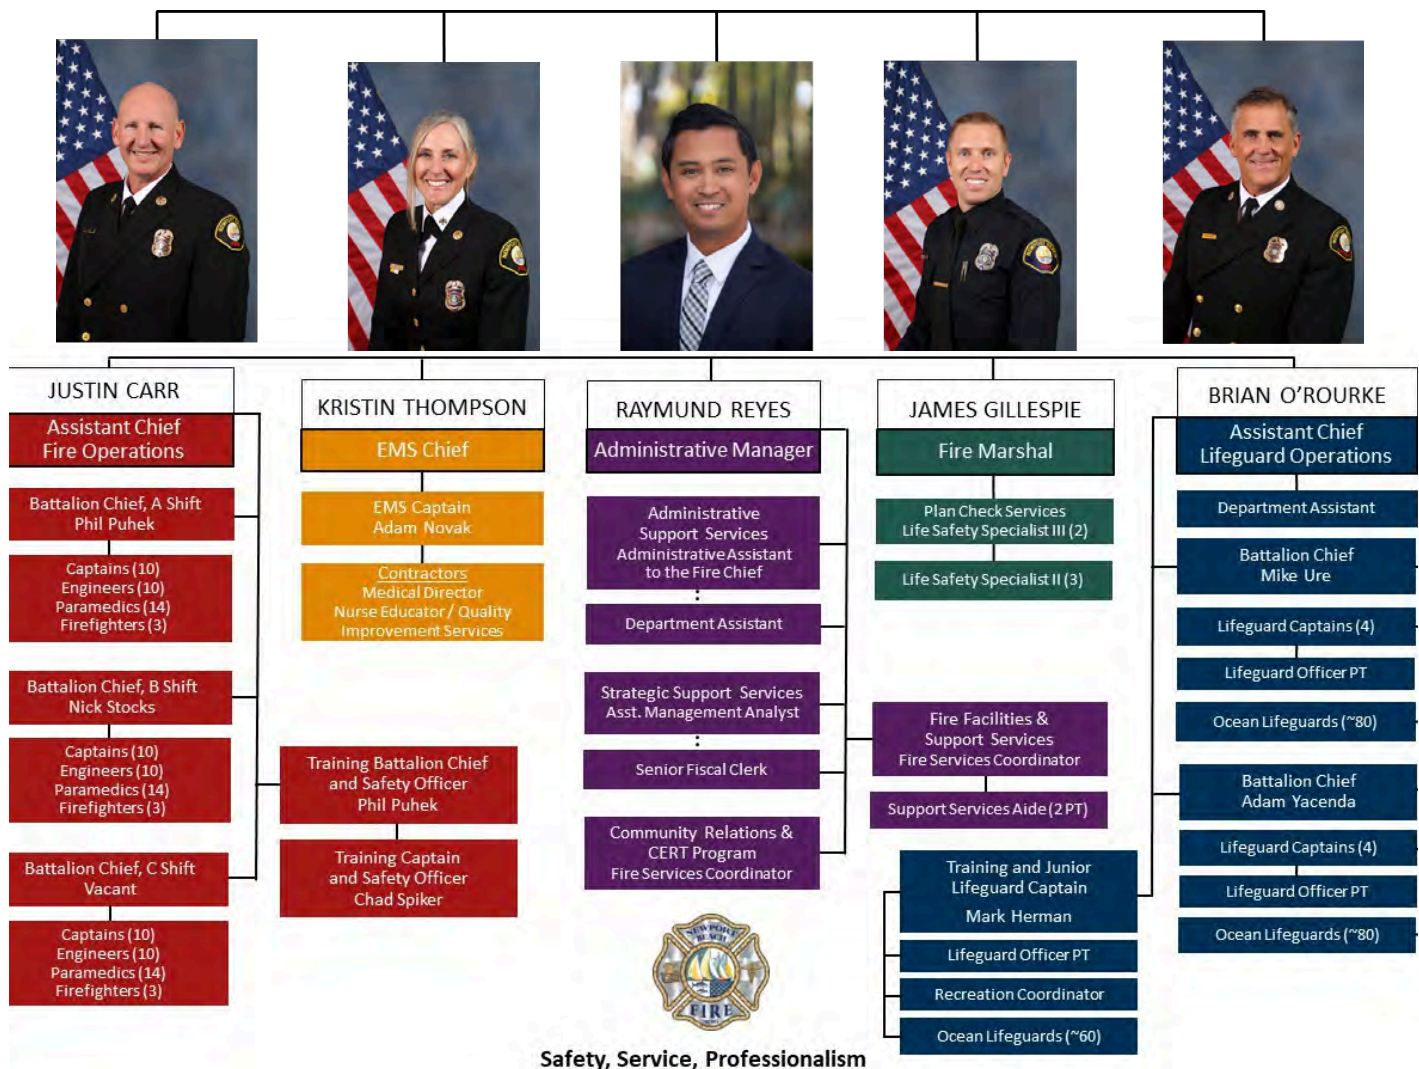 JUSTIN CARR
Assistant Chief
Fire Operations
Battalion Chief, A Shift
Phil Puhek
Captains (10)
Engineers (10)
Paramedics (14)
Firefighters (3)
Battalion Chief, B Shift
Nick Stocks
Captains (10)
Engineers (10)
Paramedics (14)
Firefighters (3)
Battalion Chief, C Shift
Vacant
Captains (10)
Engineers (10)
Paramedics (14)
Firefighters (3)
KRISTIN THOMPSON
EMS Chief
EMS Captain
Adam Novak
Contractors
Medical Director
Nurse Educator / Quality
Improvement Services
Training Battalion Chief
and Safety Officer
Phil Puhek
Training Captain
and Safety Officer
Chad Spiker
RAYMUND REYES
Administrative Manager
Administrative
Support Services
Administrative Assistant
to the Fire Chief
Department Assistant
Strategic Support Services
Asst. Management Analyst
Senior Fiscal Clerk
Community Relations &
CERT Program
Fire Services Coordinator
JAMES GILLESPIE
Fire Marshal
Plan Check Services
Life Safety Specialist III (2)
Life Safety Specialist II (3)
Fire Facilities &
Support Services
Fire Services Coordinator
Support Services Aide (2 PT)
BRIAN O’ROURKE
Assistant Chief
Lifeguard Operations
Department Assistant
Battalion Chief
Mike Ure
Lifeguard Captains (4)
Lifeguard Officer PT
Ocean Lifeguards (~80)
Battalion Chief
Adam Yacenda
Lifeguard Captains (4)
Lifeguard Officer PT
Ocean Lifeguards (~80)
Training and Junior
Lifeguard Captain
Mark Herman
Lifeguard Officer PT
Recreation Coordinator
Ocean Lifeguards (~60)
NEWPORT
BEACH
FIRE
Safety, Service, Professionalism